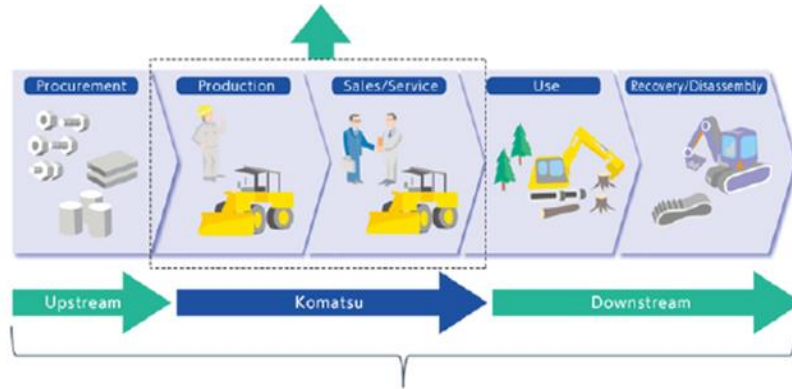 Procurement
Production
Sales/Service
Use
Recovery/Disassembly
Upstream
Komatsu
Downstream